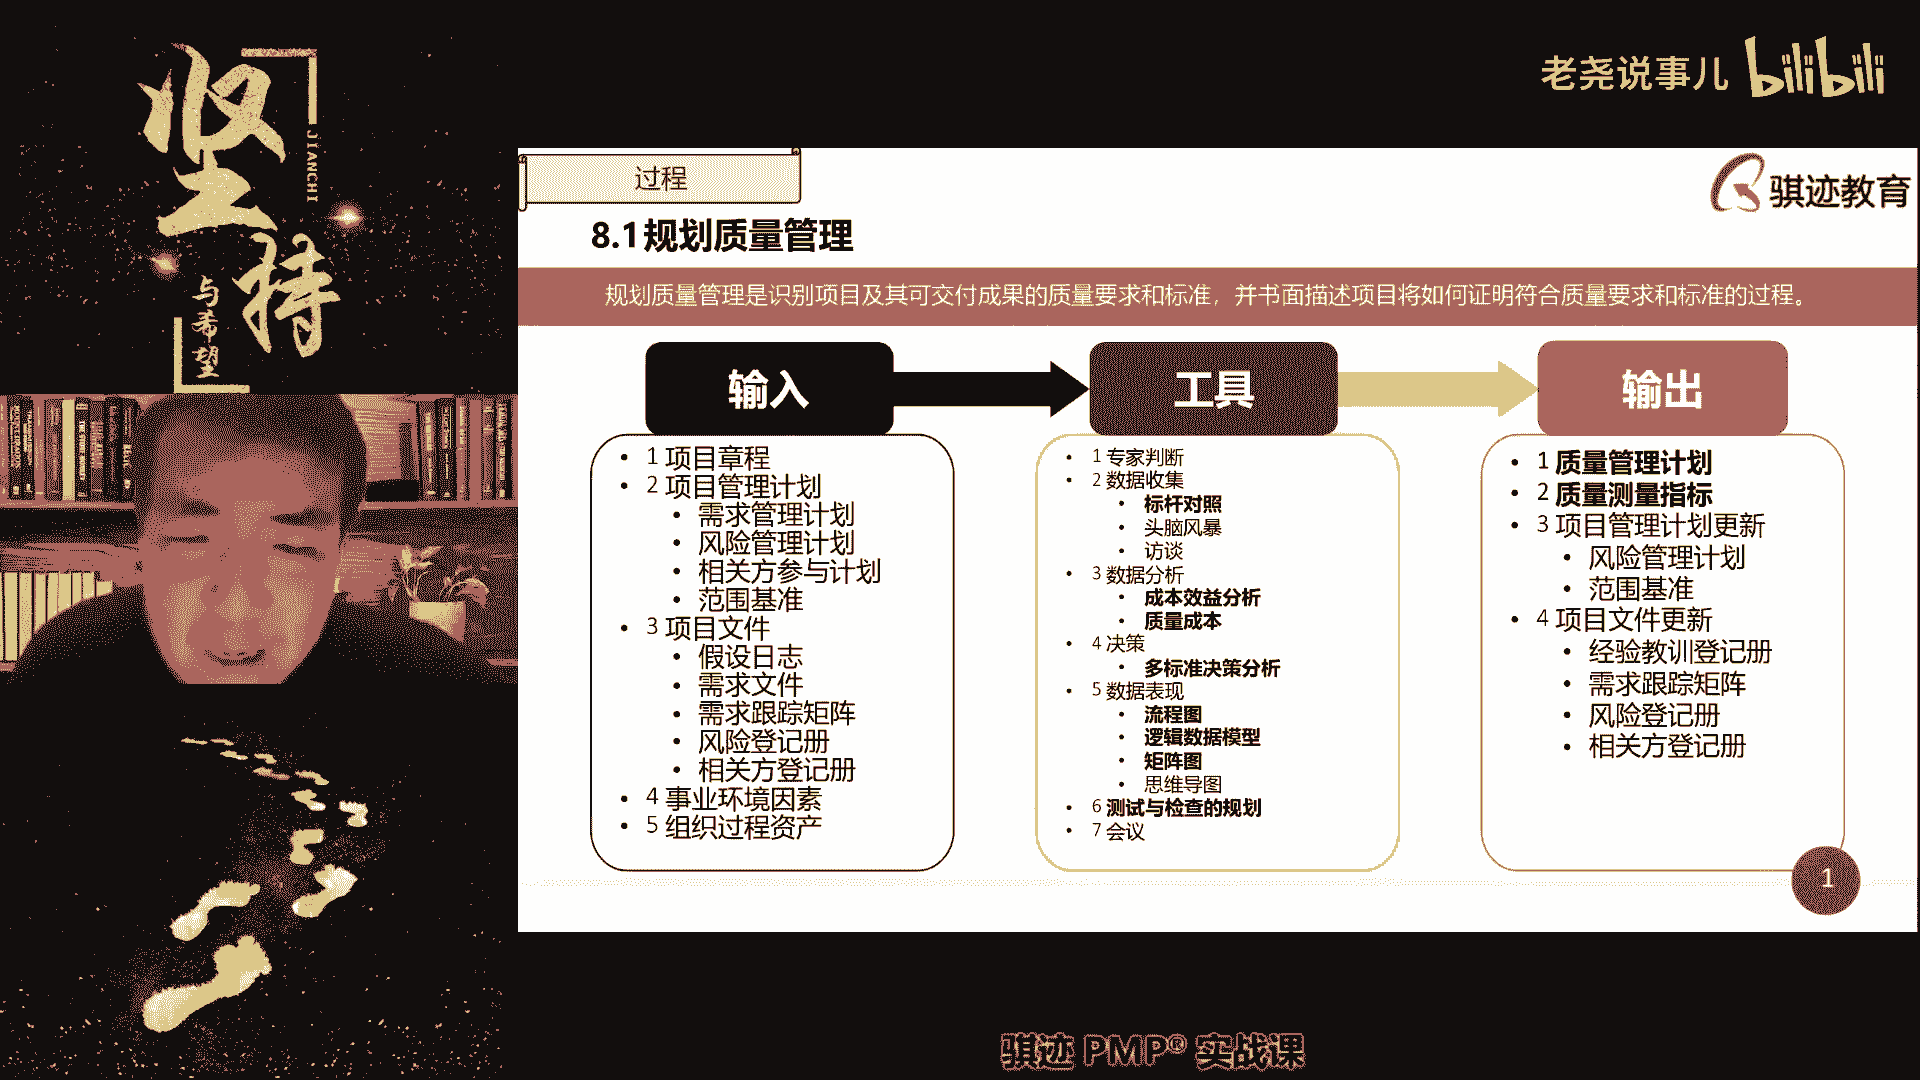 坚持
JIANCHI
与希望
老尧说事儿 bilibili
过程
骐迹教育
8.1规划质量管理
规划质量管理是识别项目及其可交付成果的质量要求和标准，并书面描述项目将如何证明符合质量要求和标准的过程。
输入
• 1 项目章程
• 2 项目管理计划
• 需求管理计划
• 风险管理计划
• 相关方参与计划
• 范围基准
• 3 项目文件
• 假设日志
• 需求文件
• 需求跟踪矩阵
• 风险登记册
• 相关方登记册
• 4 事业环境因素
• 5 组织过程资产
工具
• 1 专家判断
• 2 数据收集
• 标杆对照
• 头脑风暴
• 访谈
• 3 数据分析
• 成本效益分析
• 质量成本
• 4 决策
• 多标准决策分析
• 5 数据表现
• 流程图
• 逻辑数据模型
• 矩阵图
• 思维导图
• 6 测试与检查的规划
• 7 会议
输出
• 1 质量管理计划
• 2 质量测量指标
• 3 项目管理计划更新
• 风险管理计划
• 范围基准
• 4 项目文件更新
• 经验教训登记册
• 需求跟踪矩阵
• 风险登记册
• 相关方登记册
1
骐迹 PMP® 实战课